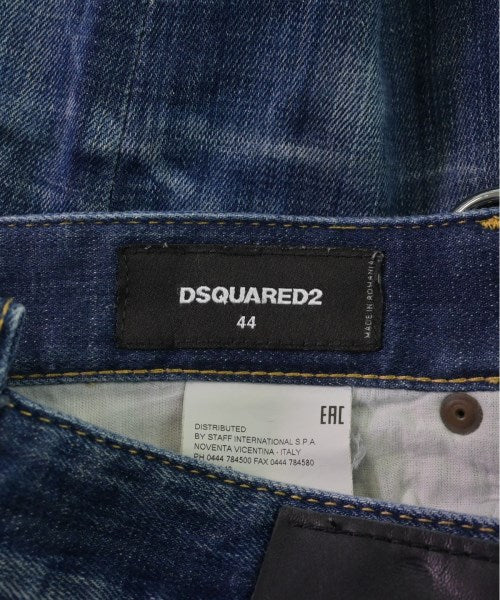 DSQUARED2
44
MADE IN ROMANIA
EAC
DISTRIBUTED
BY STAFF INTERNATIONAL S.P.A
NOVENTA VICENTINA - ITALY
PH 0444 784500 FAX 0444 784580